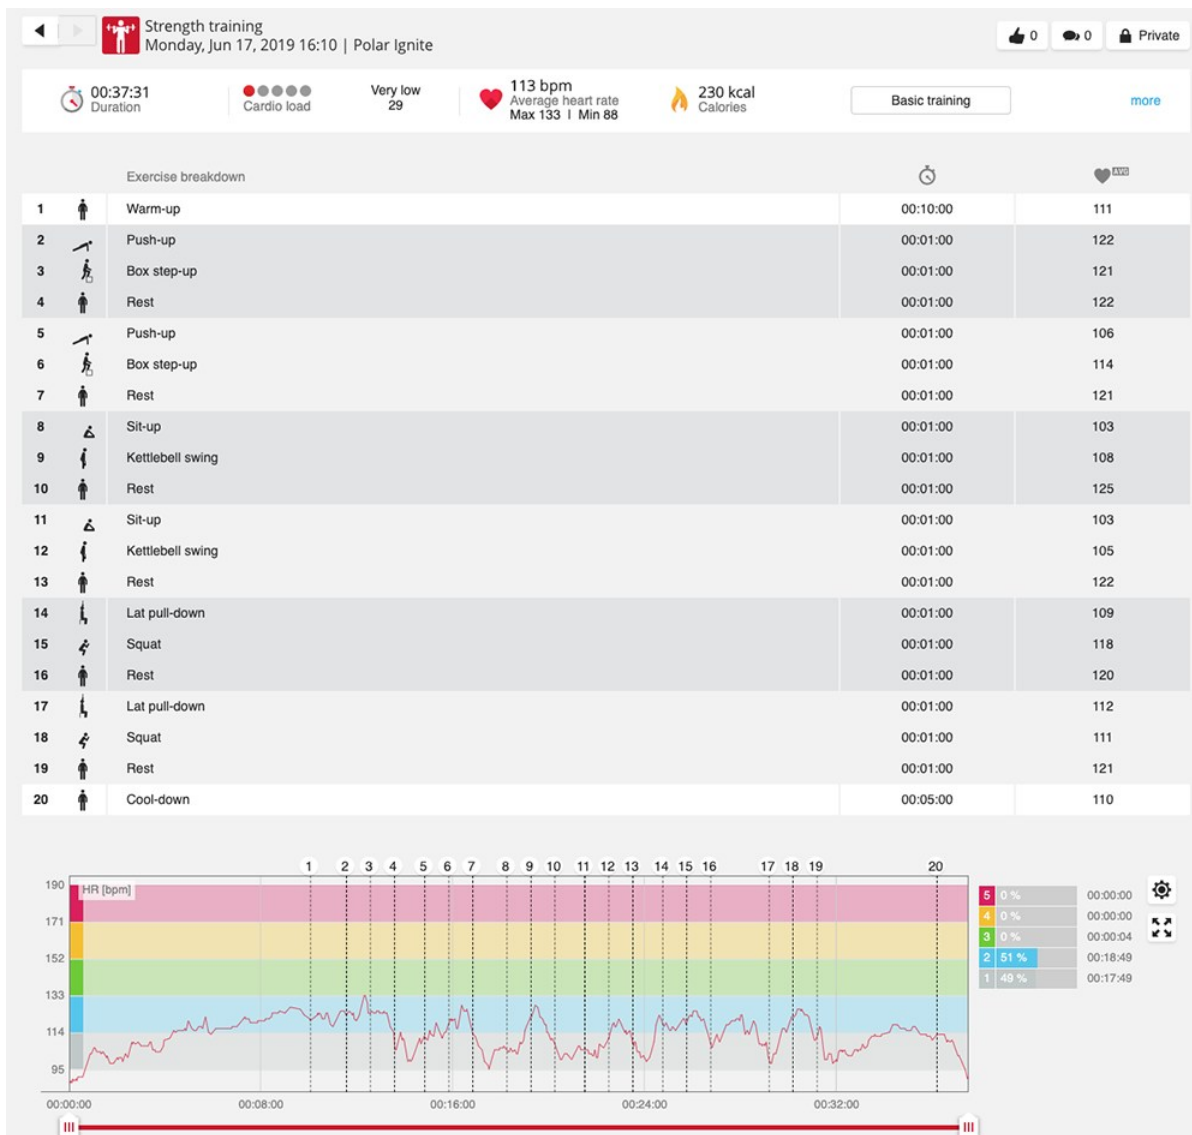 Strength training
Monday, Jun 17, 2019 16:10 | Polar Ignite
0
0
Private
00:37:31
Duration
Cardio load
Very low
29
113 bpm
Average heart rate
Max 133 | Min 88
230 kcal
Calories
Basic training
more
Exercise breakdown AVG
1 Warm-up 00:10:00 111
2 Push-up 00:01:00 122
3 Box step-up 00:01:00 121
4 Rest 00:01:00 122
5 Push-up 00:01:00 106
6 Box step-up 00:01:00 114
7 Rest 00:01:00 121
8 Sit-up 00:01:00 103
9 Kettlebell swing 00:01:00 108
10 Rest 00:01:00 125
11 Sit-up 00:01:00 103
12 Kettlebell swing 00:01:00 105
13 Rest 00:01:00 122
14 Lat pull-down 00:01:00 109
15 Squat 00:01:00 118
16 Rest 00:01:00 120
17 Lat pull-down 00:01:00 112
18 Squat 00:01:00 111
19 Rest 00:01:00 121
20 Cool-down 00:05:00 110
1 2 3 4 5 6 7 8 9 10 11 12 13 14 15 16 17 18 19 20
HR [bpm]
190
171
152
133
114
95
00:00:00 00:08:00 00:16:00 00:24:00 00:32:00
5 0 % 00:00:00
4 0 % 00:00:00
3 0 % 00:00:04
2 51 % 00:18:49
1 49 % 00:17:49